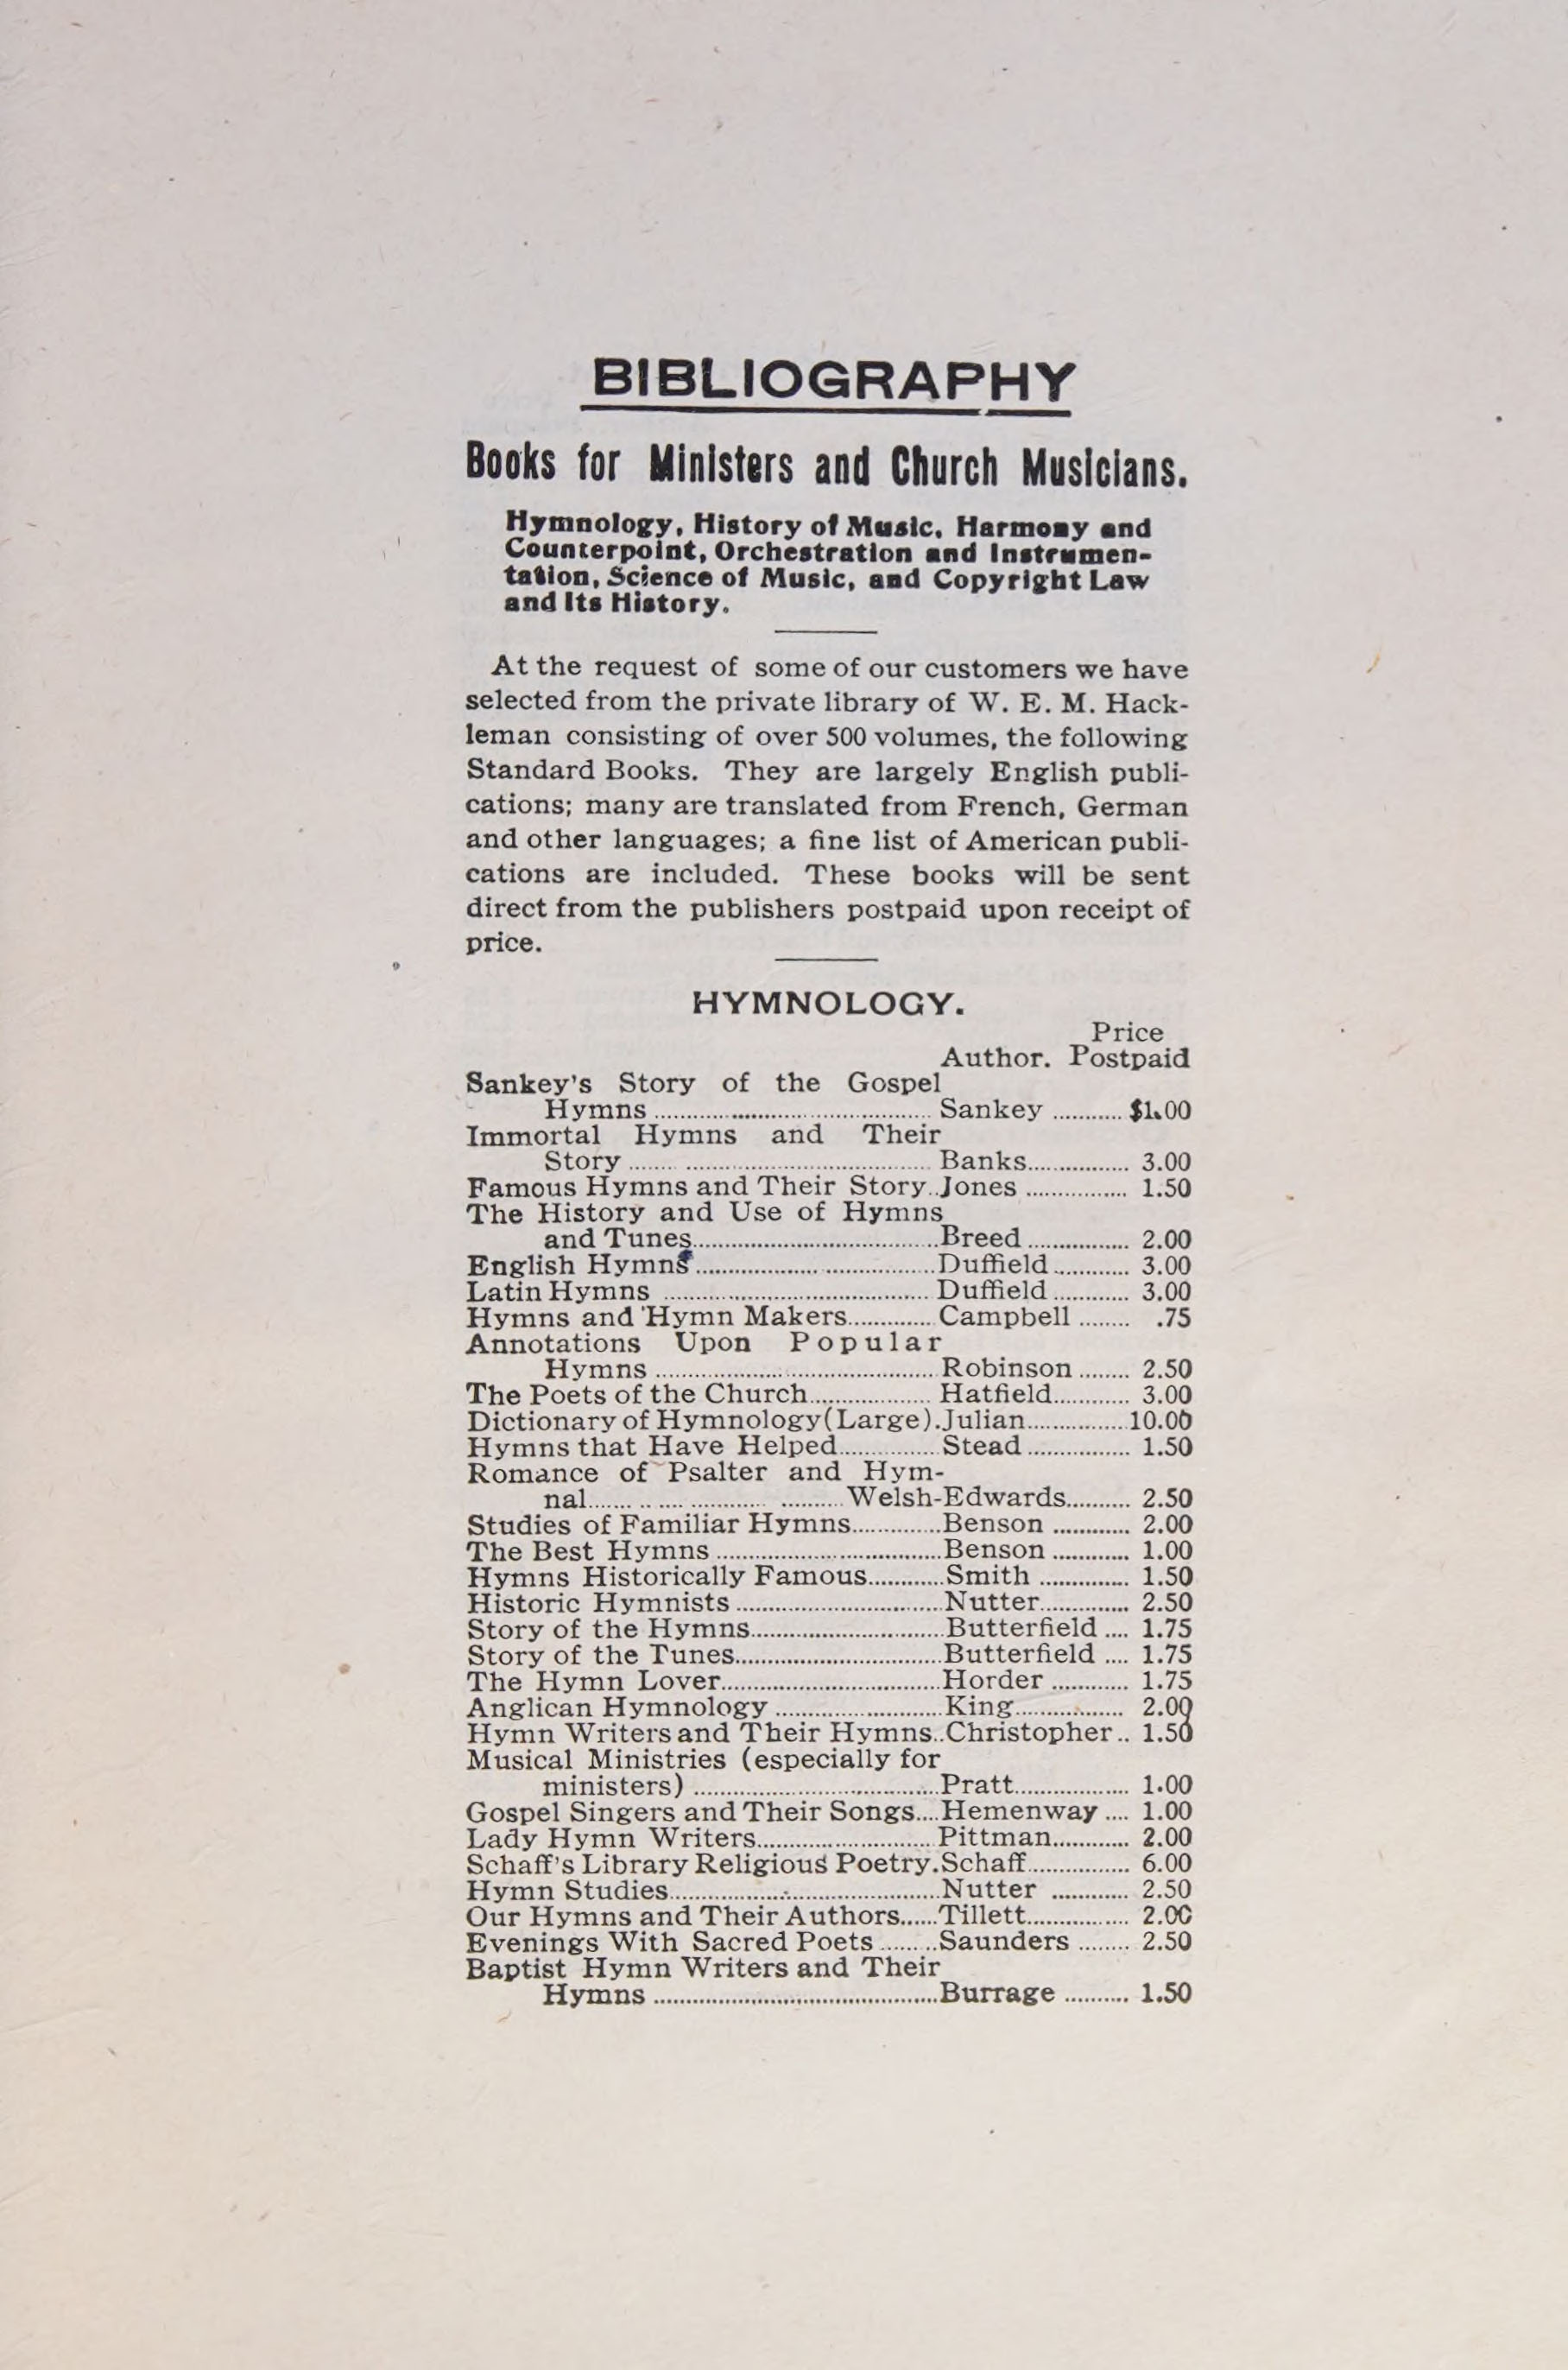 BIBLIOGRAPHY
Books for Ministers and Church Musicians.
Hymnology, History of Music, Harmony and
Counterpoint, Orchestration and Instrumen-
tation, Science of Music, and Copyright Law
and Its History.
At the request of some of our customers we have
selected from the private library of W. E. M. Hack-
leman consisting of over 500 volumes, the following
Standard Books. They are largely English publi-
cations; many are translated from French, German
and other languages; a fine list of American publi-
cations are included. These books will be sent
direct from the publishers postpaid upon receipt of
price.
HYMNOLOGY.
Price
Author. Postpaid
Sankey's Story of the Gospel
Hymns ........ Sankey ........ $1.00
Immortal Hymns and Their
Story ........ Banks ........ 3.00
Famous Hymns and Their Story..Jones ........ 1.50
The History and Use of Hymns
and Tunes ........ Breed ........ 2.00
English Hymns ........ Duffield ........ 3.00
Latin Hymns ........ Duffield ........ 3.00
Hymns and Hymn Makers ........ Campbell ........ .75
Annotations Upon Popular
Hymns ........ Robinson ........ 2.50
The Poets of the Church ........ Hatfield ........ 3.00
Dictionary of Hymnology(Large).Julian ........ 10.00
Hymns that Have Helped ........ Stead ........ 1.50
Romance of Psalter and Hym-
nal ........ Welsh-Edwards ........ 2.50
Studies of Familiar Hymns ........ Benson ........ 2.00
The Best Hymns ........ Benson ........ 1.00
Hymns Historically Famous ........ Smith ........ 1.50
Historic Hymnists ........ Nutter ........ 2.50
Story of the Hymns ........ Butterfield .... 1.75
Story of the Tunes ........ Butterfield .... 1.75
The Hymn Lover ........ Horder ........ 1.75
Anglican Hymnology ........ King ........ 2.00
Hymn Writers and Their Hymns..Christopher.. 1.50
Musical Ministries (especially for
ministers) ........ Pratt ........ 1.00
Gospel Singers and Their Songs....Hemenway .... 1.00
Lady Hymn Writers ........ Pittman ........ 2.00
Schaff's Library Religious Poetry.Schaff ........ 6.00
Hymn Studies ........ Nutter ........ 2.50
Our Hymns and Their Authors......Tillett ........ 2.00
Evenings With Sacred Poets ........ Saunders ........ 2.50
Baptist Hymn Writers and Their
Hymns ........ Burrage ........ 1.50